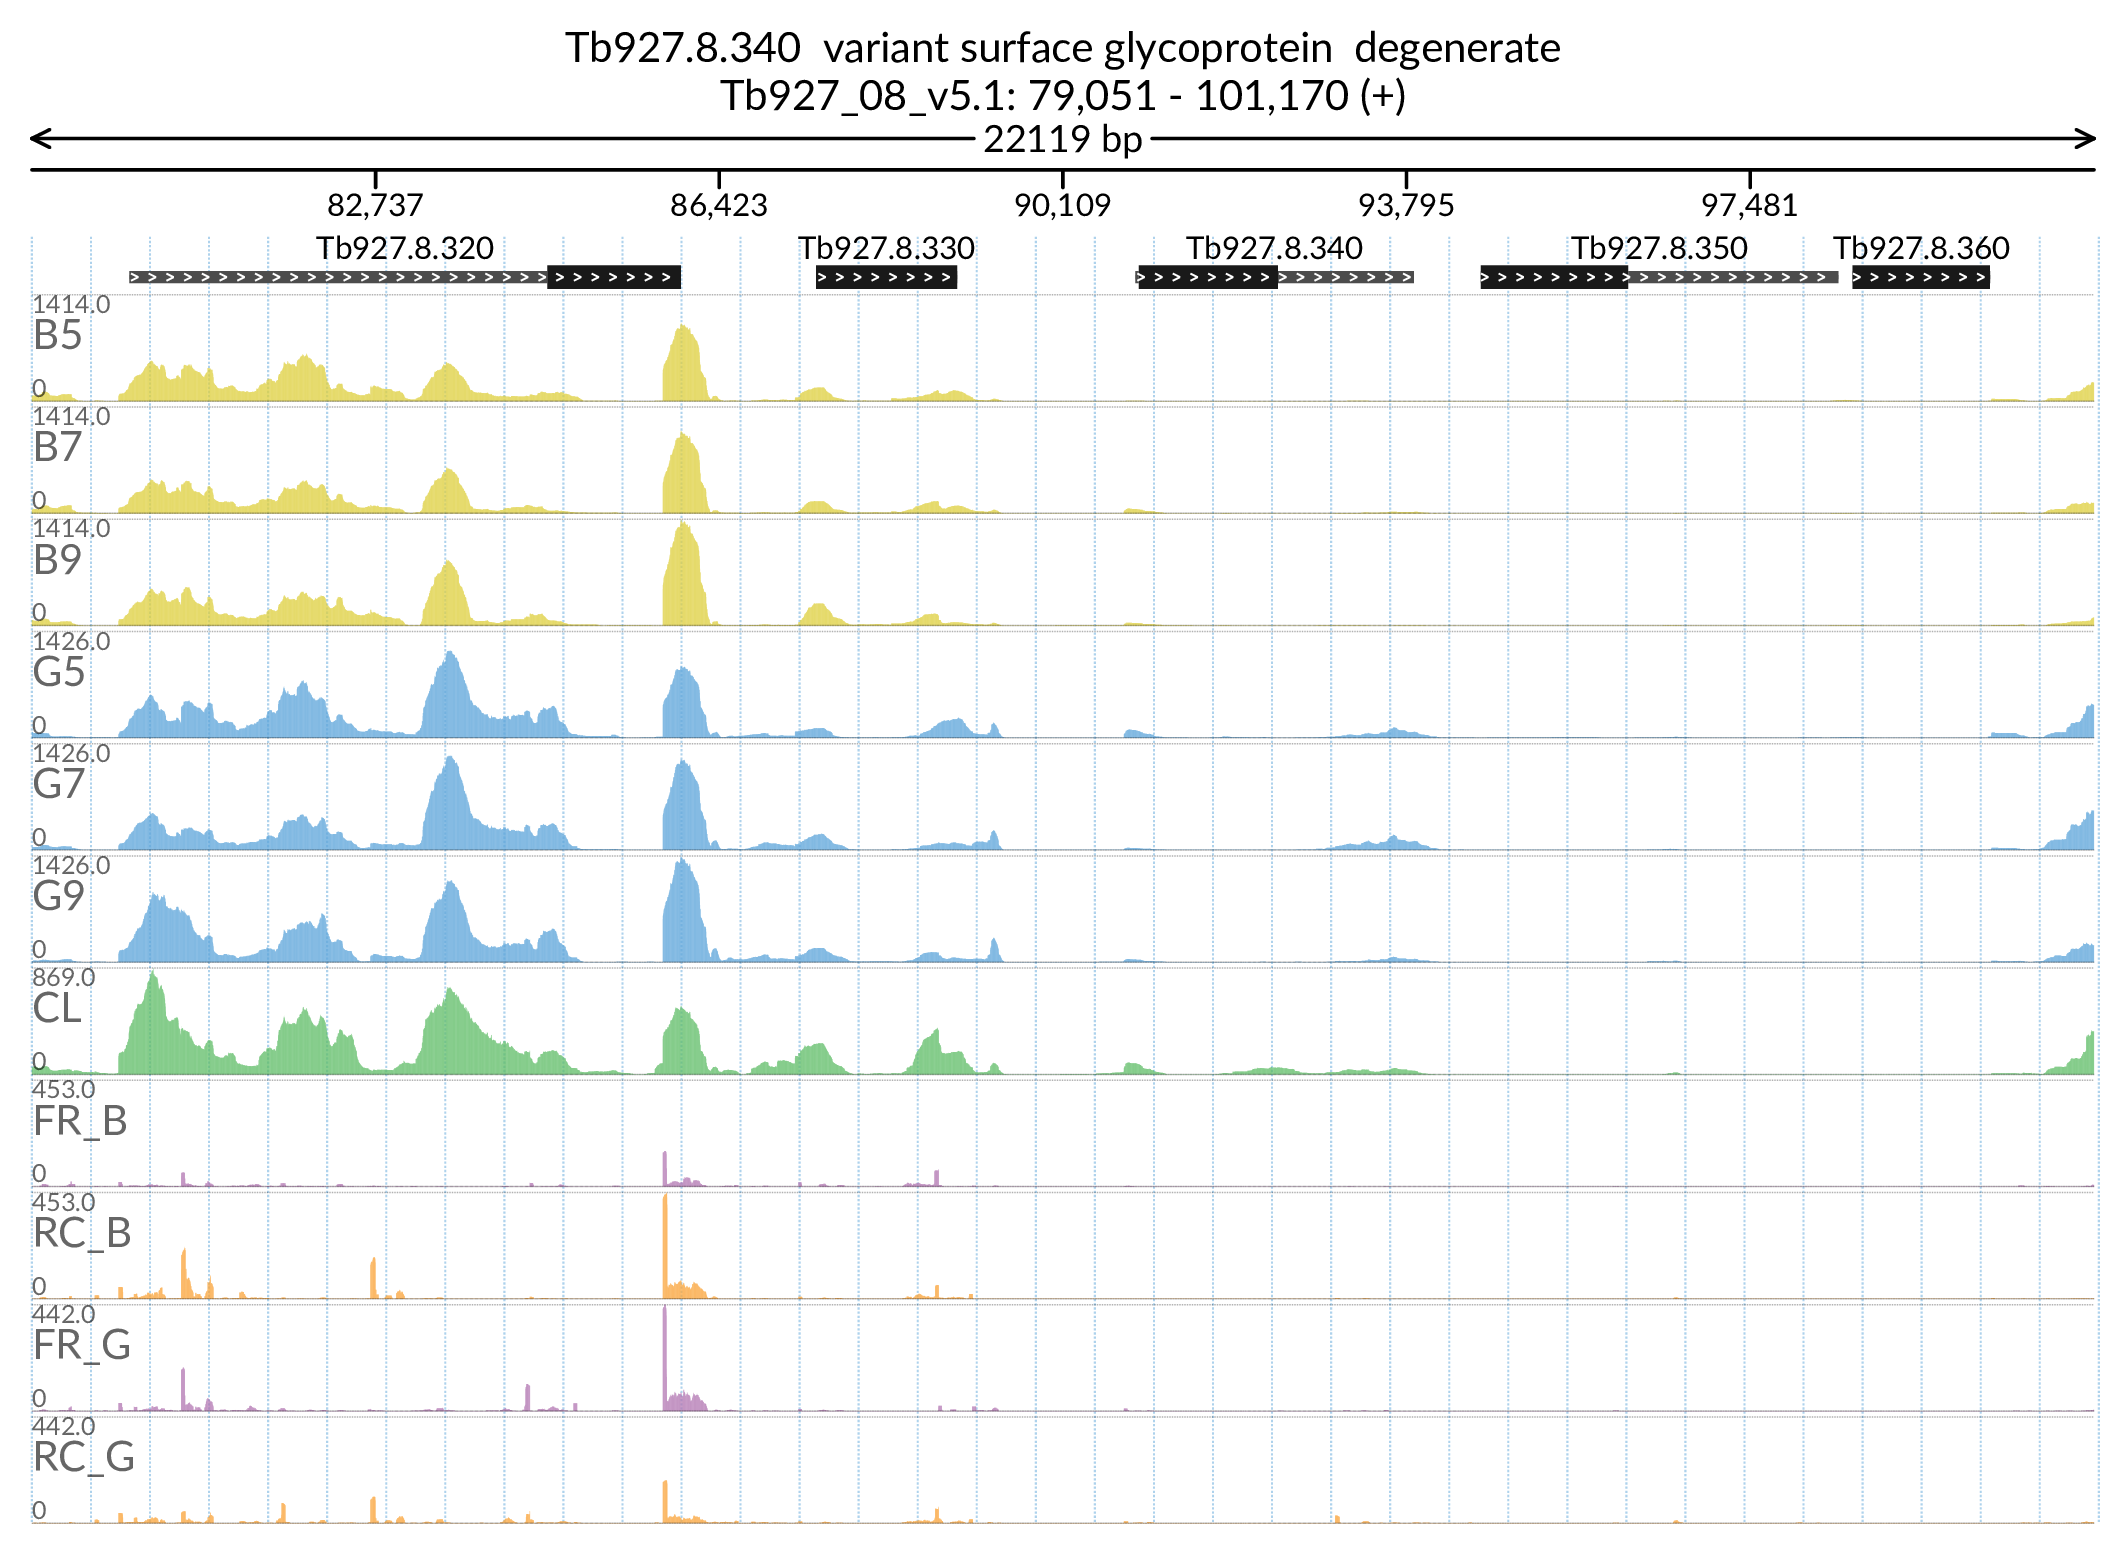 Tb927.8.340 variant surface glycoprotein degenerate
Tb927_08_v5.1: 79,051 - 101,170 (+)
22119 bp
82,737 86,423 90,109 93,795 97,481
Tb927.8.320 Tb927.8.330 Tb927.8.340 Tb927.8.350 Tb927.8.360
1414.0
B5
0
1414.0
B7
0
1414.0
B9
0
1426.0
G5
0
1426.0
G7
0
1426.0
G9
0
869.0
CL
0
453.0
FR_B
0
453.0
RC_B
0
442.0
FR_G
0
442.0
RC_G
0